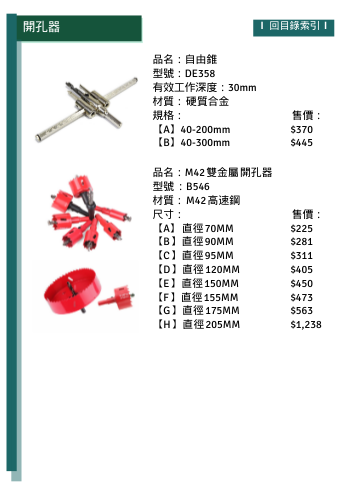 開孔器
回目錄索引
品名：自由錐
型號：DE358
有效工作深度：30mm
材質：硬質合金
規格： 售價：
【A】40-200mm $370
【B】40-300mm $445
品名：M42雙金屬開孔器
型號：B546
材質：M42高速鋼
尺寸： 售價：
【A】直徑70MM $225
【B】直徑90MM $281
【C】直徑95MM $311
【D】直徑120MM $405
【E】直徑150MM $450
【F】直徑155MM $473
【G】直徑175MM $563
【H】直徑205MM $1,238